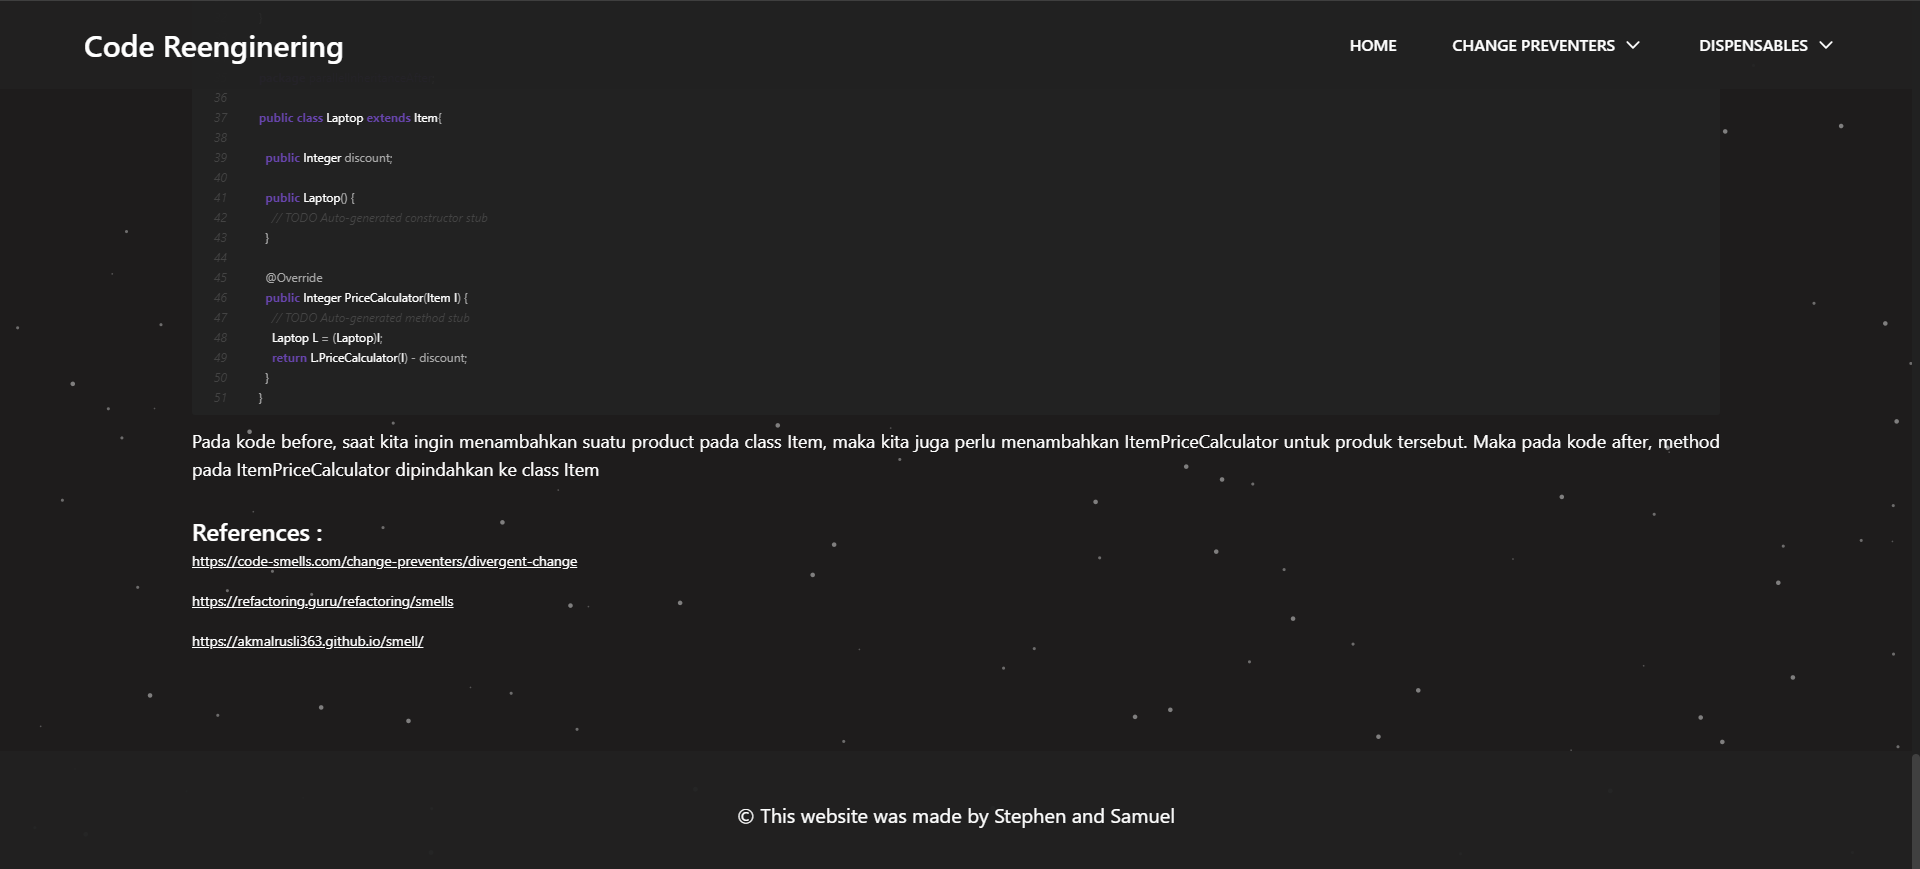 Code Reenginering
HOME
CHANGE PREVENTERS
DISPENSABLES
36
37 public class Laptop extends Item{
38
39 public Integer discount;
40
41 public Laptop() {
42 // TODO Auto-generated constructor stub
43 }
44
45 @Override
46 public Integer PriceCalculator(Item I) {
47 // TODO Auto-generated method stub
48 Laptop L = (Laptop)I;
49 return L.PriceCalculator(I) - discount;
50 }
51 }
Pada kode before, saat kita ingin menambahkan suatu product pada class Item, maka kita juga perlu menambahkan ItemPriceCalculator untuk produk tersebut. Maka pada kode after, method
pada ItemPriceCalculator dipindahkan ke class Item
References :
https://code-smells.com/change-preventers/divergent-change
https://refactoring.guru/refactoring/smells
https://akmalrusli363.github.io/smell/
© This website was made by Stephen and Samuel